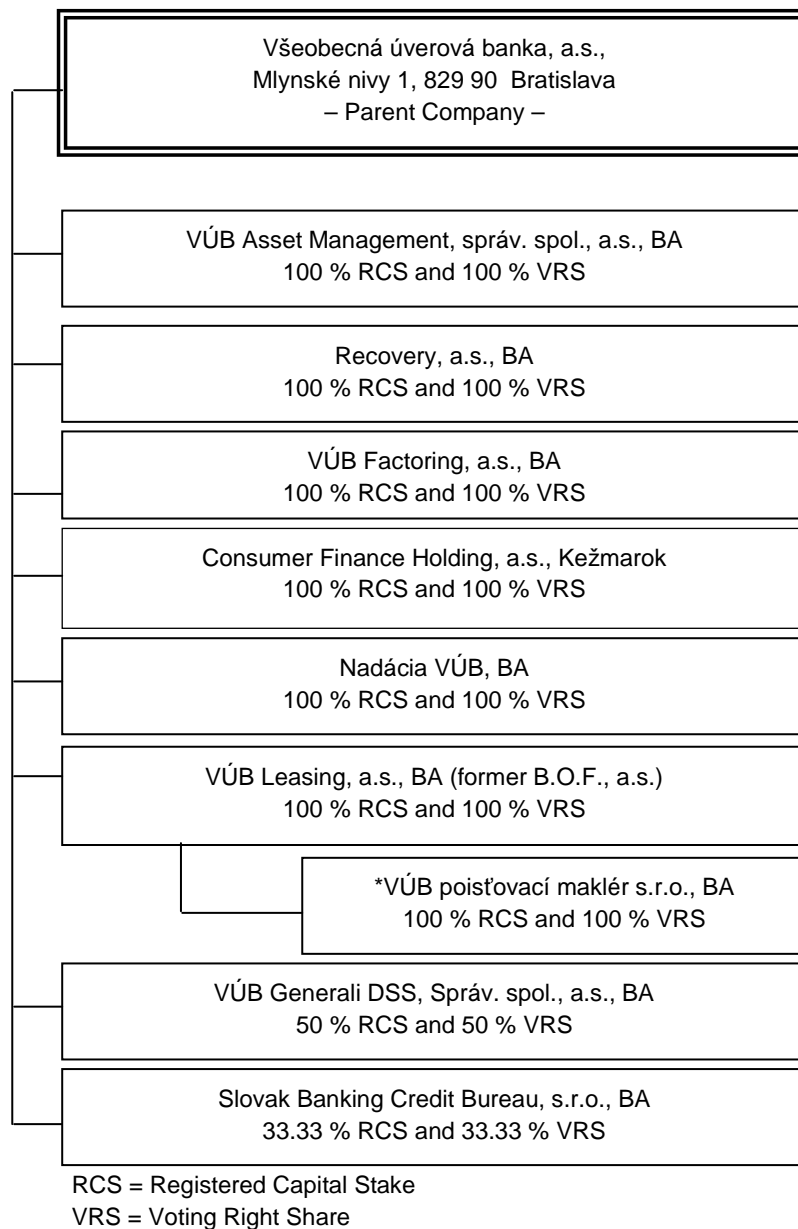 Všeobecná úverová banka, a.s.,
Mlynské nivy 1, 829 90 Bratislava
– Parent Company –
VÚB Asset Management, správ. spol., a.s., BA
100 % RCS and 100 % VRS
Recovery, a.s., BA
100 % RCS and 100 % VRS
VÚB Factoring, a.s., BA
100 % RCS and 100 % VRS
Consumer Finance Holding, a.s., Kežmarok
100 % RCS and 100 % VRS
Nadácia VÚB, BA
100 % RCS and 100 % VRS
VÚB Leasing, a.s., BA (former B.O.F., a.s.)
100 % RCS and 100 % VRS
*VÚB poisťovací maklér s.r.o., BA
100 % RCS and 100 % VRS
VÚB Generali DSS, Správ. spol., a.s., BA
50 % RCS and 50 % VRS
Slovak Banking Credit Bureau, s.r.o., BA
33.33 % RCS and 33.33 % VRS
RCS = Registered Capital Stake
VRS = Voting Right Share